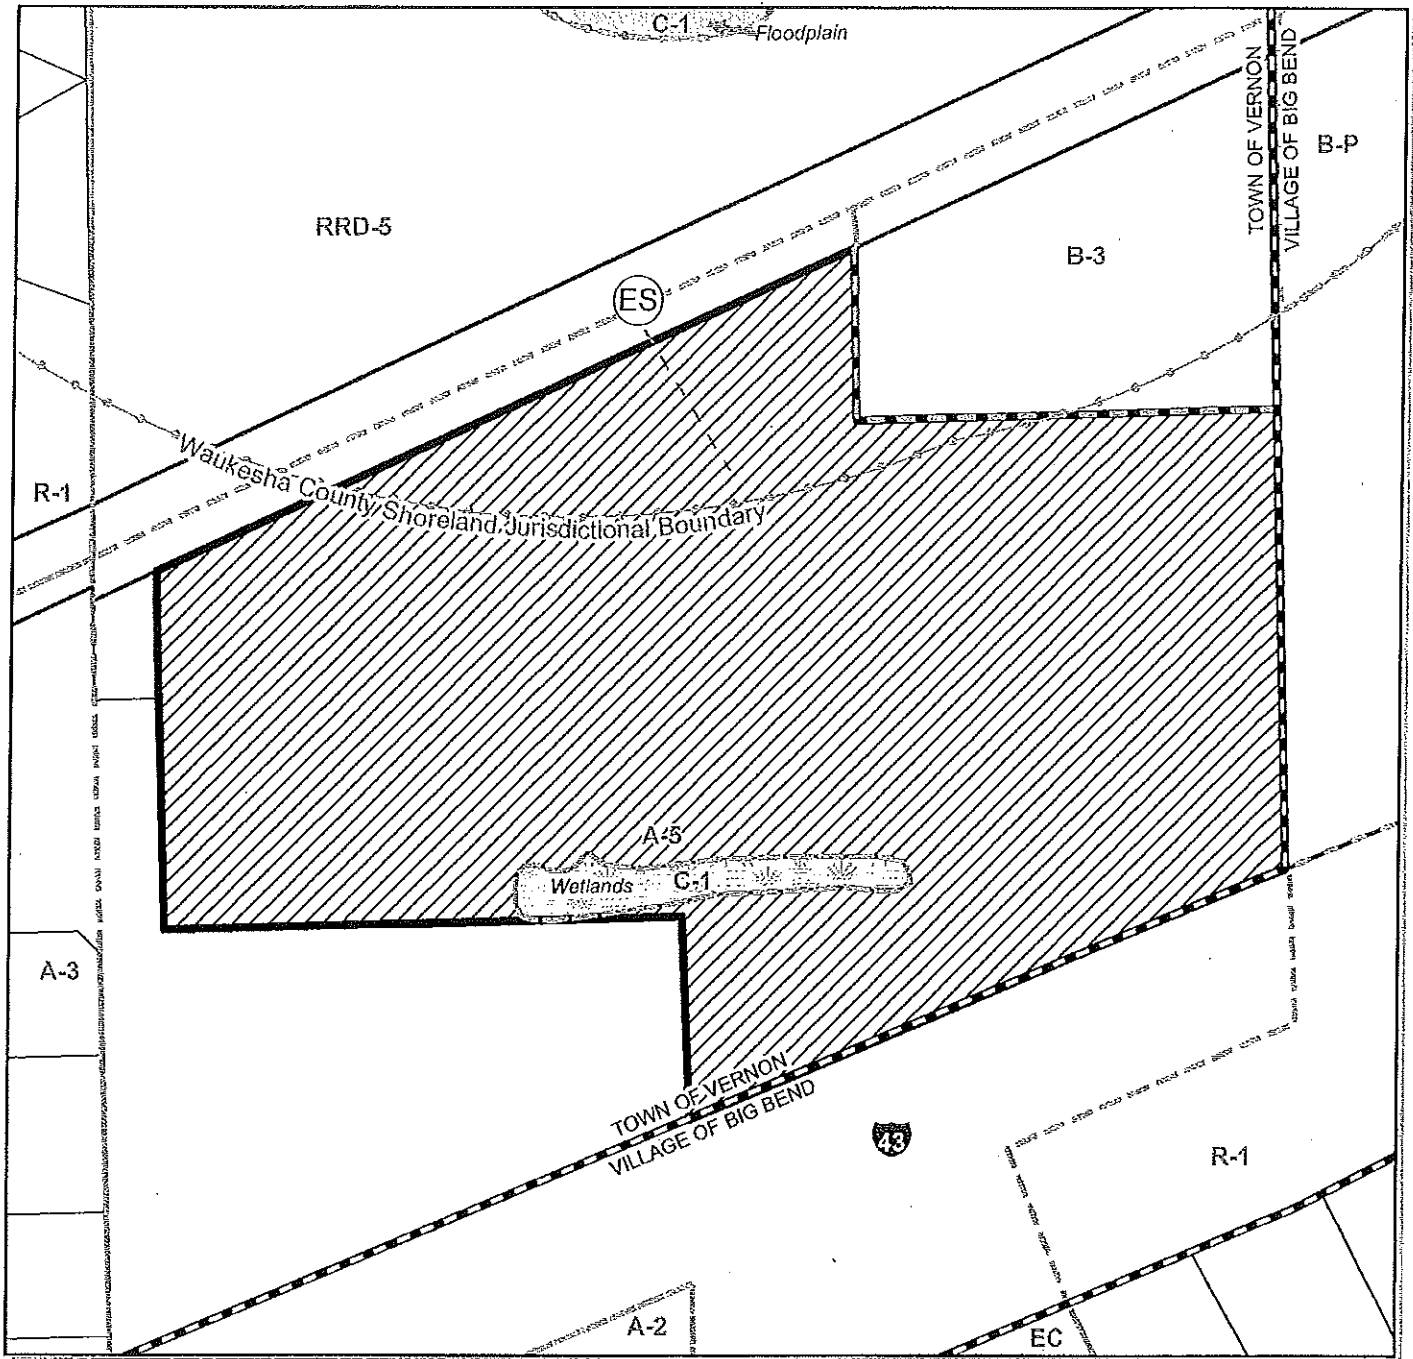 C-1
Floodplain
TOWN OF VERNON
VILLAGE OF BIG BEND
B-P
RRD-5
B-3
ES
Waukesha County Shoreland Jurisdictional Boundary
R-1
A-5
Wetlands
C-1
A-3
TOWN OF VERNON
VILLAGE OF BIG BEND
43
R-1
A-2
EC